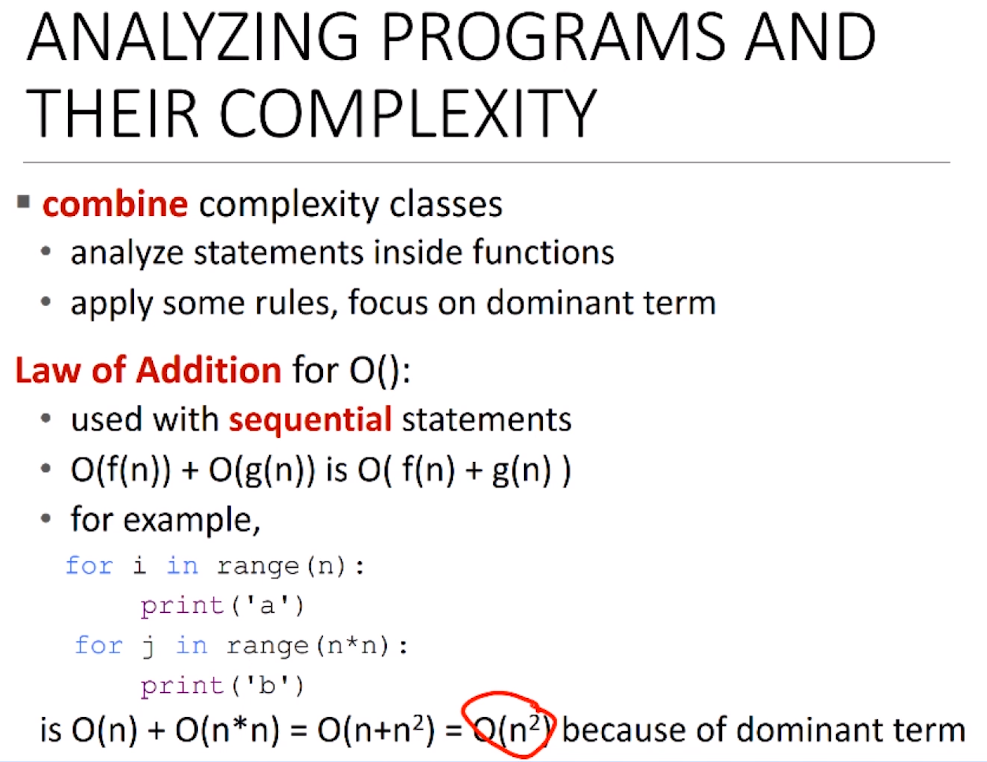 ANALYZING PROGRAMS AND
THEIR COMPLEXITY
▪ combine complexity classes
• analyze statements inside functions
• apply some rules, focus on dominant term
Law of Addition for O():
• used with sequential statements
• O(f(n)) + O(g(n)) is O( f(n) + g(n) )
• for example,
for i in range(n):
print('a')
for j in range(n*n):
print('b')
is O(n) + O(n*n) = O(n+n²) = O(n²) because of dominant term